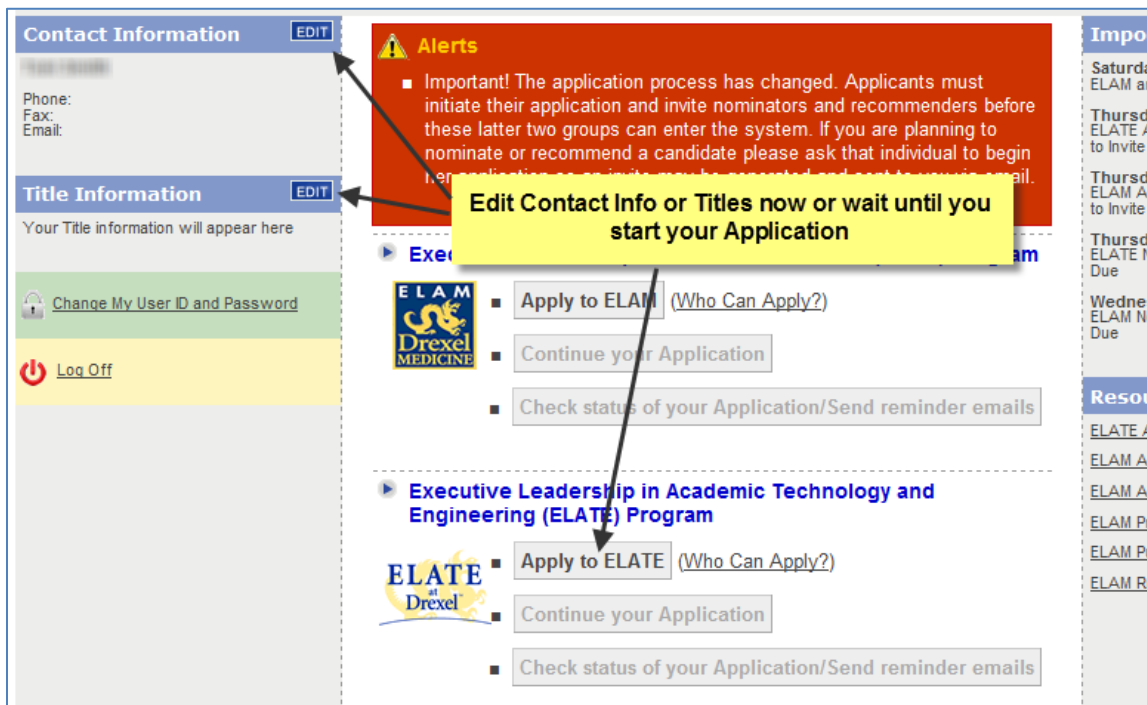 Contact Information EDIT
Phone:
Fax:
Email:
Title Information EDIT
Your Title information will appear here
Change My User ID and Password
Log Off
Alerts
Important! The application process has changed. Applicants must
initiate their application and invite nominators and recommenders before
these latter two groups can enter the system. If you are planning to
nominate or recommend a candidate please ask that individual to begin
Edit Contact Info or Titles now or wait until you
start your Application
ELAM
Drexel
MEDICINE
Apply to ELAM (Who Can Apply?)
Continue your Application
Check status of your Application/Send reminder emails
Executive Leadership in Academic Technology and
Engineering (ELATE) Program
ELATE
at
Drexel
Apply to ELATE (Who Can Apply?)
Continue your Application
Check status of your Application/Send reminder emails
Impo
Saturda
ELAM a
Thursd
ELATE A
to Invite
Thursd
ELAM A
to Invite
Thursd
ELATE N
Due
Wedne
ELAM N
Due
Resou
ELATE A
ELAM A
ELAM A
ELAM P
ELAM P
ELAM R